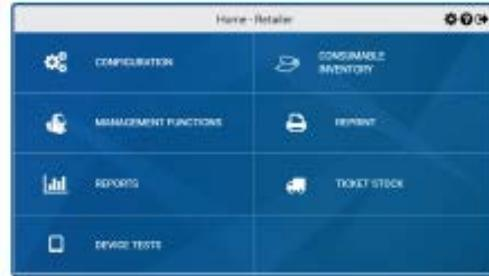 Home - Retailer
CONFIGURATION
CONSUMABLE
INVENTORY
MANAGEMENT FUNCTIONS
REPRINT
REPORTS
TICKET STOCK
DEVICE TESTS